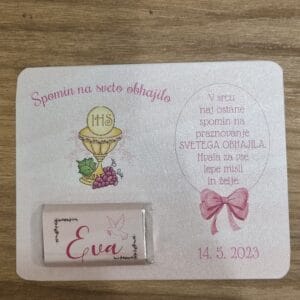 Spomin na sveto obhajilo
IHS
V srcu
naj ostane
spomin na
praznovanje
SVETEGA OBHAJILA.
Hvala za vse
lepe misli
in želje.
Eva
14. 5. 2023